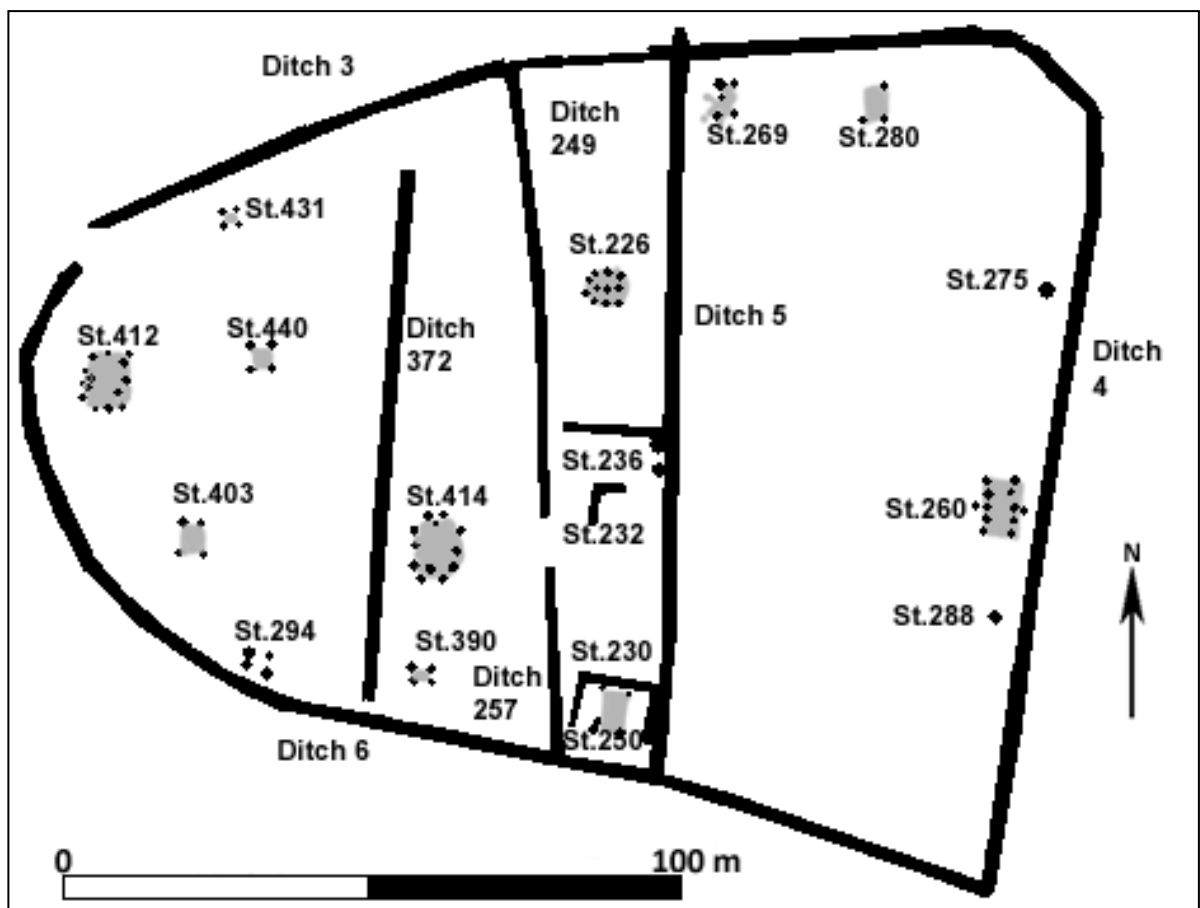 Ditch 3
Ditch
249
St.269
St.280
St.431
St.226
St.275
Ditch 5
St.412
St.440
Ditch
372
Ditch
4
St.236
St.403
St.414
St.260
St.232
N
St.288
St.294
St.390
St.230
Ditch
257
St.250
Ditch 6
0
100 m